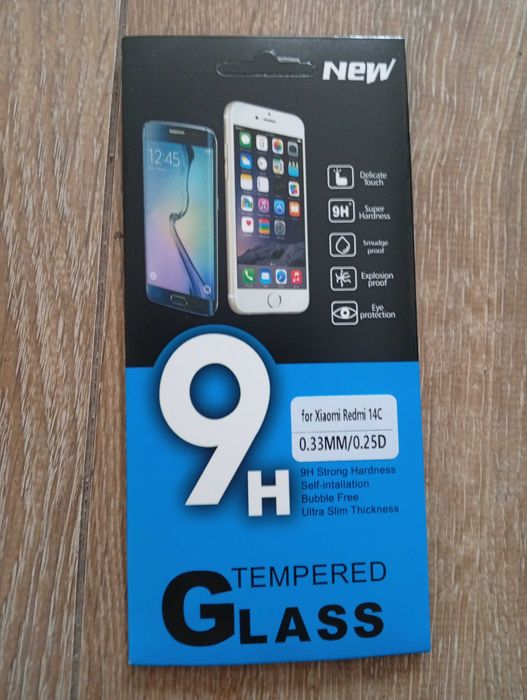 New
12:45
Delicate
Touch
9H
Super
Hardness
Smudge
proof
Explosion
proof
Eye
protection
9H
for Xiaomi Redmi 14C
0.33MM/0.25D
9H Strong Hardness
Self-intallation
Bubble Free
Ultra Slim Thickness
TEMPERED
GLASS